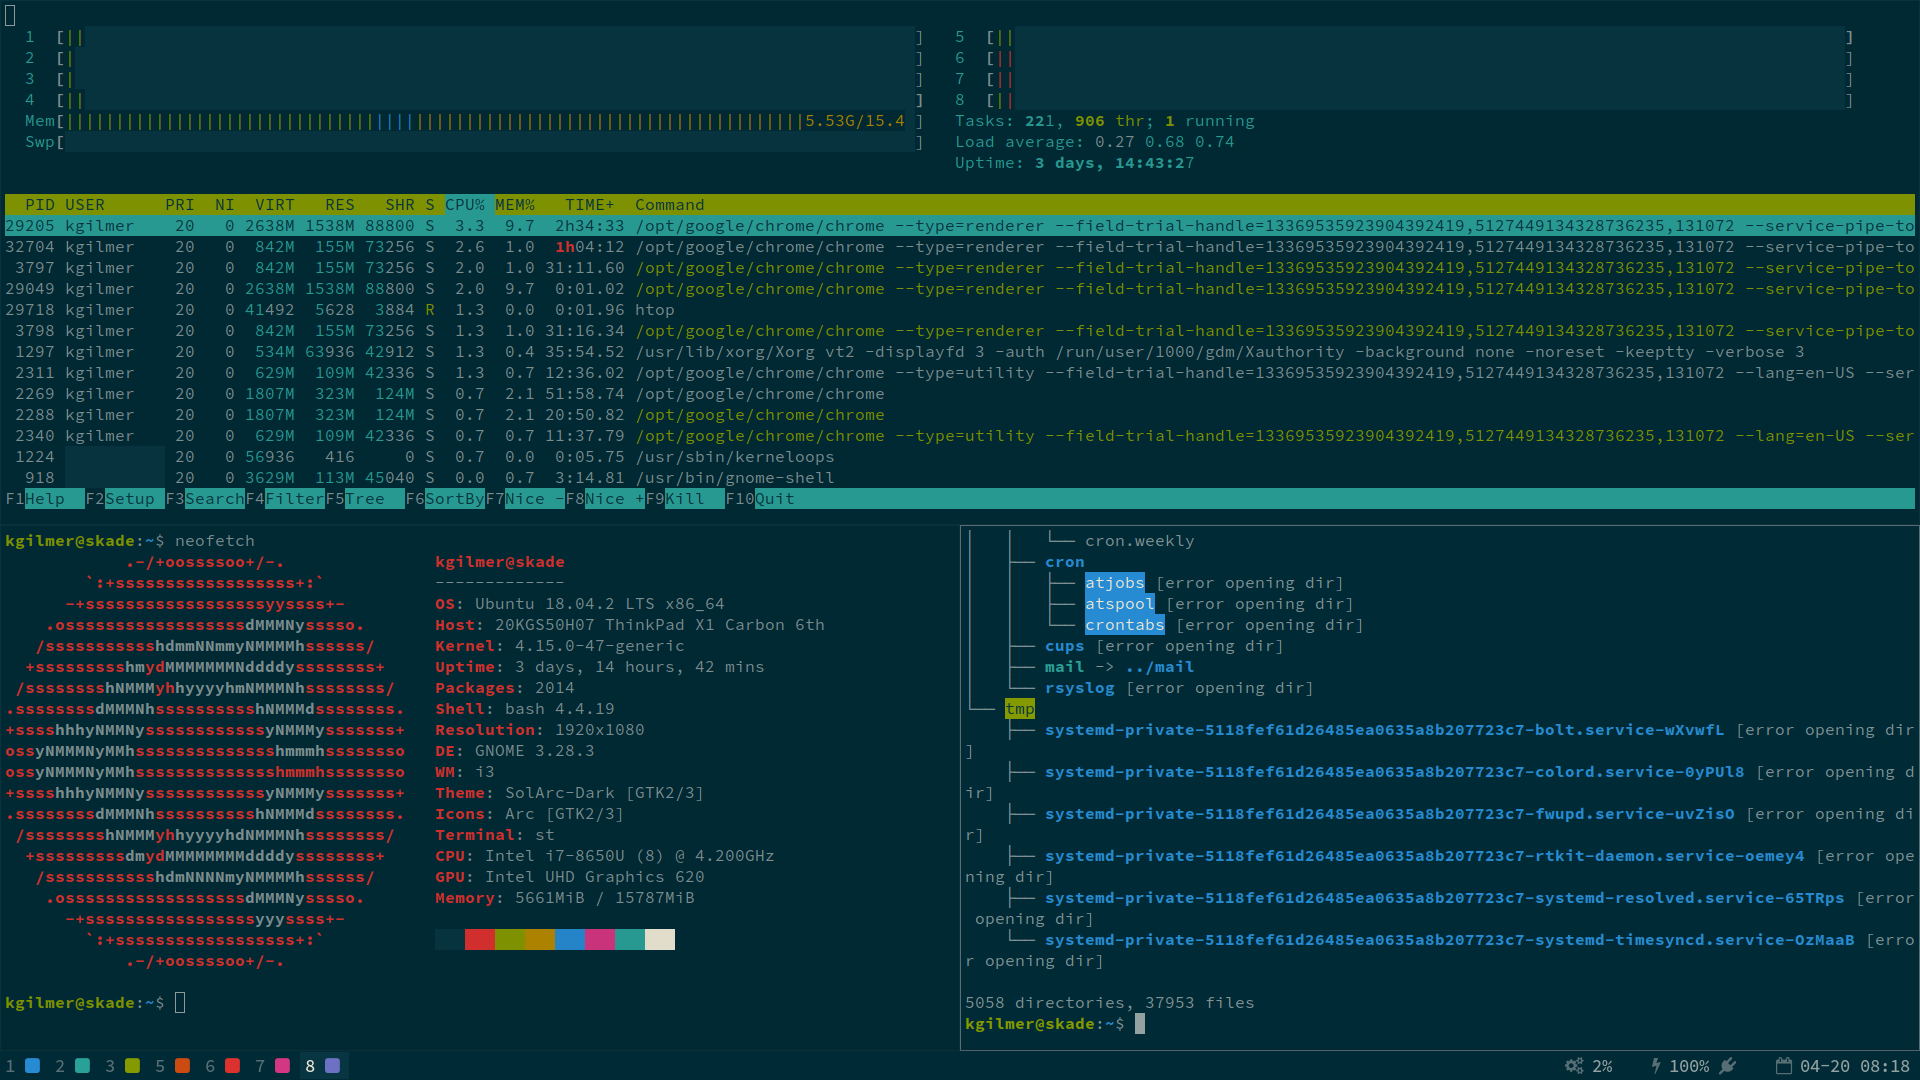 1 [|| ] 5 [|| ]
2 [| ] 6 [|| ]
3 [| ] 7 [|| ]
4 [|| ] 8 [|| ]
Mem[ 5.53G/15.4 ] Tasks: 221, 906 thr; 1 running
Swp[ ] Load average: 0.27 0.68 0.74
Uptime: 3 days, 14:43:27
PID USER PRI NI VIRT RES SHR S CPU% MEM% TIME+ Command
29205 kgilmer 20 0 2638M 1538M 88800 S 3.3 9.7 2h34:33 /opt/google/chrome/chrome --type=renderer --field-trial-handle=13369535923904392419,5127449134328736235,131072 --service-pipe-to
32704 kgilmer 20 0 842M 155M 73256 S 2.6 1.0 1h04:12 /opt/google/chrome/chrome --type=renderer --field-trial-handle=13369535923904392419,5127449134328736235,131072 --service-pipe-to
3797 kgilmer 20 0 842M 155M 73256 S 2.0 1.0 31:11.60 /opt/google/chrome/chrome --type=renderer --field-trial-handle=13369535923904392419,5127449134328736235,131072 --service-pipe-to
29049 kgilmer 20 0 2638M 1538M 88800 S 2.0 9.7 0:01.02 /opt/google/chrome/chrome --type=renderer --field-trial-handle=13369535923904392419,5127449134328736235,131072 --service-pipe-to
29718 kgilmer 20 0 41492 5628 3884 R 1.3 0.0 0:01.96 htop
3798 kgilmer 20 0 842M 155M 73256 S 1.3 1.0 31:16.34 /opt/google/chrome/chrome --type=renderer --field-trial-handle=13369535923904392419,5127449134328736235,131072 --service-pipe-to
1297 kgilmer 20 0 534M 63936 42912 S 1.3 0.4 35:54.52 /usr/lib/xorg/Xorg vt2 -displayfd 3 -auth /run/user/1000/gdm/Xauthority -background none -noreset -keeptty -verbose 3
2311 kgilmer 20 0 629M 109M 42336 S 1.3 0.7 12:36.02 /opt/google/chrome/chrome --type=utility --field-trial-handle=13369535923904392419,5127449134328736235,131072 --lang=en-US --ser
2269 kgilmer 20 0 1807M 323M 124M S 0.7 2.1 51:58.74 /opt/google/chrome/chrome
2288 kgilmer 20 0 1807M 323M 124M S 0.7 2.1 20:50.82 /opt/google/chrome/chrome
2340 kgilmer 20 0 629M 109M 42336 S 0.7 0.7 11:37.79 /opt/google/chrome/chrome --type=utility --field-trial-handle=13369535923904392419,5127449134328736235,131072 --lang=en-US --ser
1224 20 0 56936 416 0 S 0.7 0.0 0:05.75 /usr/sbin/kerneloops
918 20 0 3629M 113M 45040 S 0.0 0.7 3:14.81 /usr/bin/gnome-shell
F1Help F2Setup F3SearchF4FilterF5Tree F6SortByF7Nice -F8Nice +F9Kill F10Quit
kgilmer@skade:~$ neofetch
.-/+oossssoo+/-. kgilmer@skade
`:+ssssssssssssssssss+:` -------------
-+ssssssssssssssssssyyssss+- OS: Ubuntu 18.04.2 LTS x86_64
.ossssssssssssssssssdMMMNysssso. Host: 20KGS50H07 ThinkPad X1 Carbon 6th
/ssssssssssshdmmNNmmyNMMMMhssssss/ Kernel: 4.15.0-47-generic
+sssssssssshmydMMMMMMMNddddyssssssss+ Uptime: 3 days, 14 hours, 42 mins
/sssssssshNMMMyhhyyyyhmNMMMNhssssssss/ Packages: 2014
.ssssssssdMMMNhsssssssssshNMMMdssssssss. Shell: bash 4.4.19
+sssshhhyNMMNyssssssssssssyNMMMysssssss+ Resolution: 1920x1080
ossyNMMMNyMMhsssssssssssssshmmmhssssssso DE: GNOME 3.28.3
ossyNMMMNyMMhsssssssssssssshmmmhssssssso WM: i3
+sssshhhyNMMNyssssssssssssyNMMMysssssss+ Theme: SolArc-Dark [GTK2/3]
.ssssssssdMMMNhsssssssssshNMMMdssssssss. Icons: Arc [GTK2/3]
/sssssssshNMMMyhhyyyyhdNMMMNhssssssss/ Terminal: st
+sssssssssdmydMMMMMMMMddddyssssssss+ CPU: Intel i7-8650U (8) @ 4.200GHz
/ssssssssssshdmNNNNmyNMMMMhssssss/ GPU: Intel UHD Graphics 620
.ossssssssssssssssssdMMMNysssso. Memory: 5661MiB / 15787MiB
-+sssssssssssssssssyyyssss+-
`:+ssssssssssssssssss+:`
.-/+oossssoo+/-.
kgilmer@skade:~$
│   │   └── cron.weekly
│   ├── cron
│   │   ├── atjobs [error opening dir]
│   │   ├── atspool [error opening dir]
│   │   └── crontabs [error opening dir]
│   ├── cups [error opening dir]
│   ├── mail -> ../mail
│   └── rsyslog [error opening dir]
└── tmp
├── systemd-private-5118fef61d26485ea0635a8b207723c7-bolt.service-wXvwfL [error opening dir
]
├── systemd-private-5118fef61d26485ea0635a8b207723c7-colord.service-0yPUl8 [error opening d
ir]
├── systemd-private-5118fef61d26485ea0635a8b207723c7-fwupd.service-uvZisO [error opening di
r]
├── systemd-private-5118fef61d26485ea0635a8b207723c7-rtkit-daemon.service-oemey4 [error ope
ning dir]
├── systemd-private-5118fef61d26485ea0635a8b207723c7-systemd-resolved.service-65TRps [error
opening dir]
└── systemd-private-5118fef61d26485ea0635a8b207723c7-systemd-timesyncd.service-OzMaaB [erro
r opening dir]
5058 directories, 37953 files
kgilmer@skade:~$
1 2 3 5 6 7 8 2% 100% 04-20 08:18